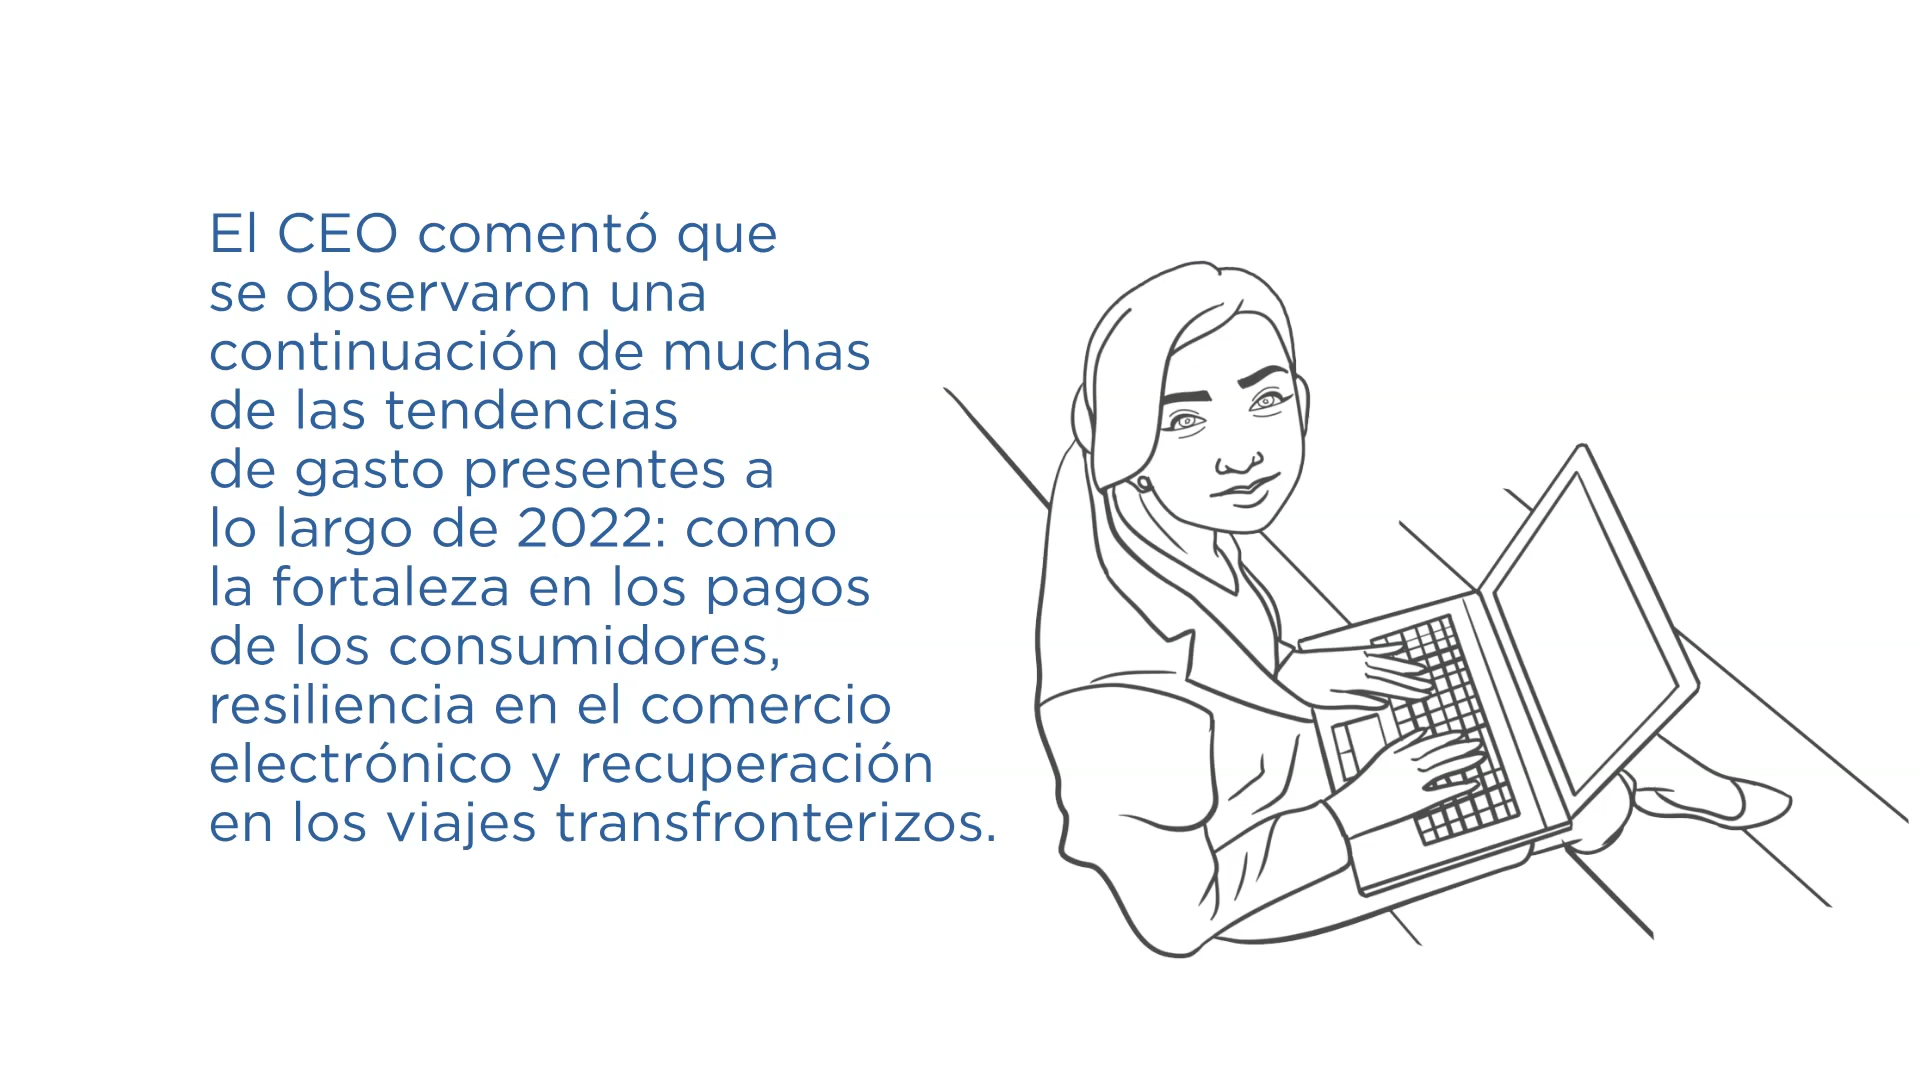 El CEO comentó que
se observaron una
continuación de muchas
de las tendencias
de gasto presentes a
lo largo de 2022: como
la fortaleza en los pagos
de los consumidores,
resiliencia en el comercio
electrónico y recuperación
en los viajes transfronterizos.